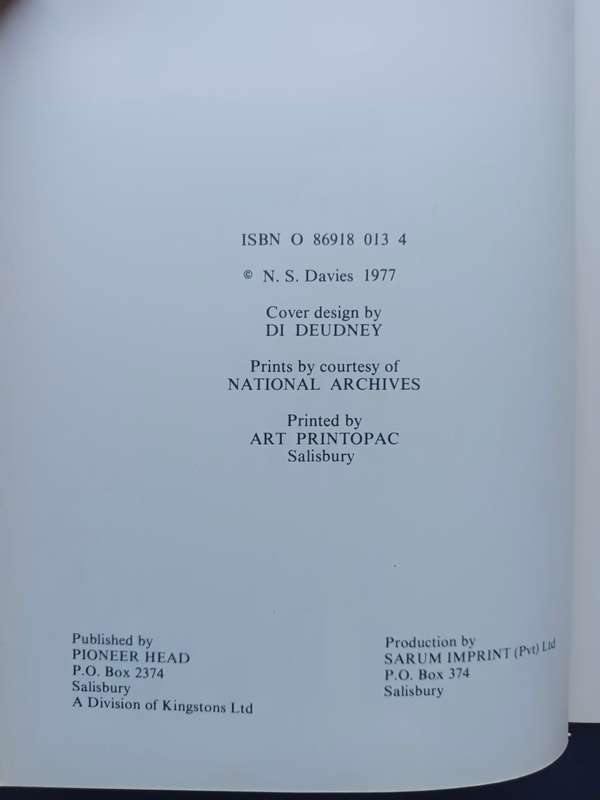 ISBN O 86918 013 4
© N. S. Davies 1977
Cover design by
DI DEUDNEY
Prints by courtesy of
NATIONAL ARCHIVES
Printed by
ART PRINTOPAC
Salisbury
Published by
PIONEER HEAD
P.O. Box 2374
Salisbury
A Division of Kingstons Ltd
Production by
SARUM IMPRINT (Pvt) Ltd
P.O. Box 374
Salisbury